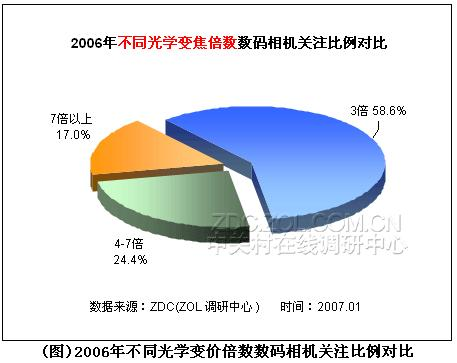 2006年不同光学变焦倍数数码相机关注比例对比
3倍 58.6%
7倍以上
17.0%
4-7倍
24.4%
ZDC.ZOL.COM.CN
中关村在线调研中心
数据来源：ZDC(ZOL 调研中心) 时间：2007.01
(图)2006年不同光学变价倍数数码相机关注比例对比